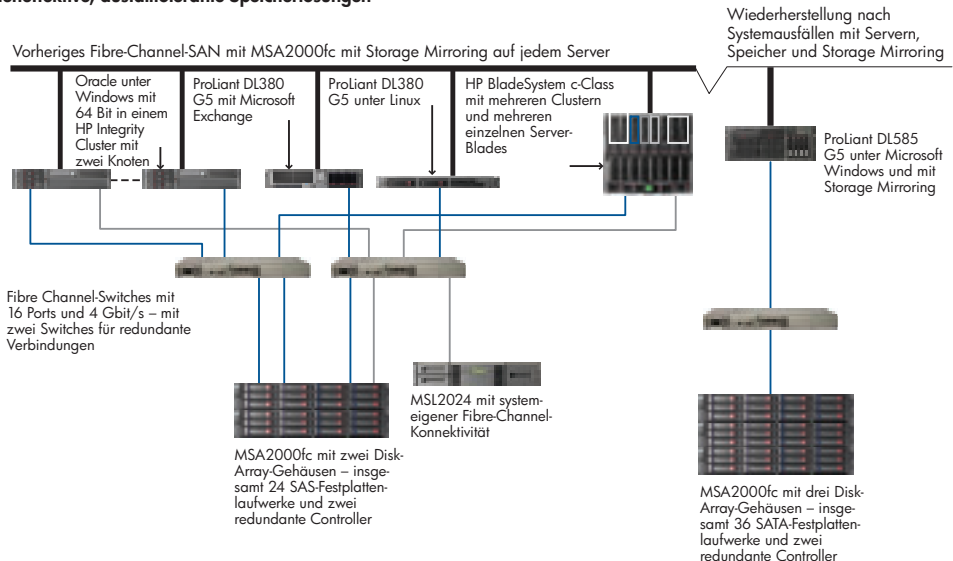 ausfalltolerante Speicherlösungen
Vorheriges Fibre-Channel-SAN mit MSA2000fc mit Storage Mirroring auf jedem Server
Wiederherstellung nach
Systemausfällen mit Servern,
Speicher und Storage Mirroring
Oracle unter
Windows mit
64 Bit in einem
HP Integrity
Cluster mit
zwei Knoten
ProLiant DL380
G5 mit Microsoft
Exchange
ProLiant DL380
G5 unter Linux
HP BladeSystem c-Class
mit mehreren Clustern
und mehreren
einzelnen Server-
Blades
ProLiant DL585
G5 unter Microsoft
Windows und mit
Storage Mirroring
Fibre Channel-Switches mit
16 Ports und 4 Gbit/s – mit
zwei Switches für redundante
Verbindungen
MSL2024 mit system-
eigener Fibre-Channel-
Konnektivität
MSA2000fc mit zwei Disk-
Array-Gehäusen – insge-
samt 24 SAS-Festplatten-
laufwerke und zwei
redundante Controller
MSA2000fc mit drei Disk-
Array-Gehäusen – insge-
samt 36 SATA-Festplatten-
laufwerke und zwei
redundante Controller